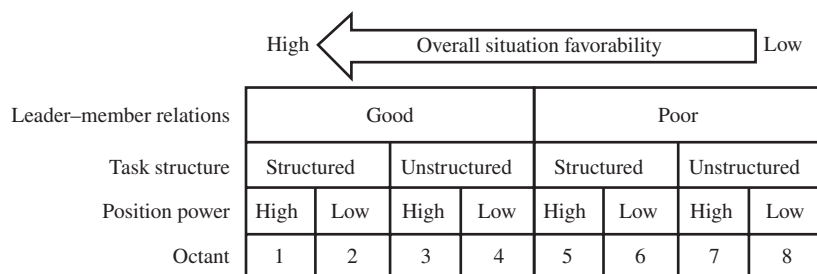 High Overall situation favorability Low
Leader–member relations Good Poor
Task structure Structured Unstructured Structured Unstructured
Position power High Low High Low High Low High Low
Octant 1 2 3 4 5 6 7 8